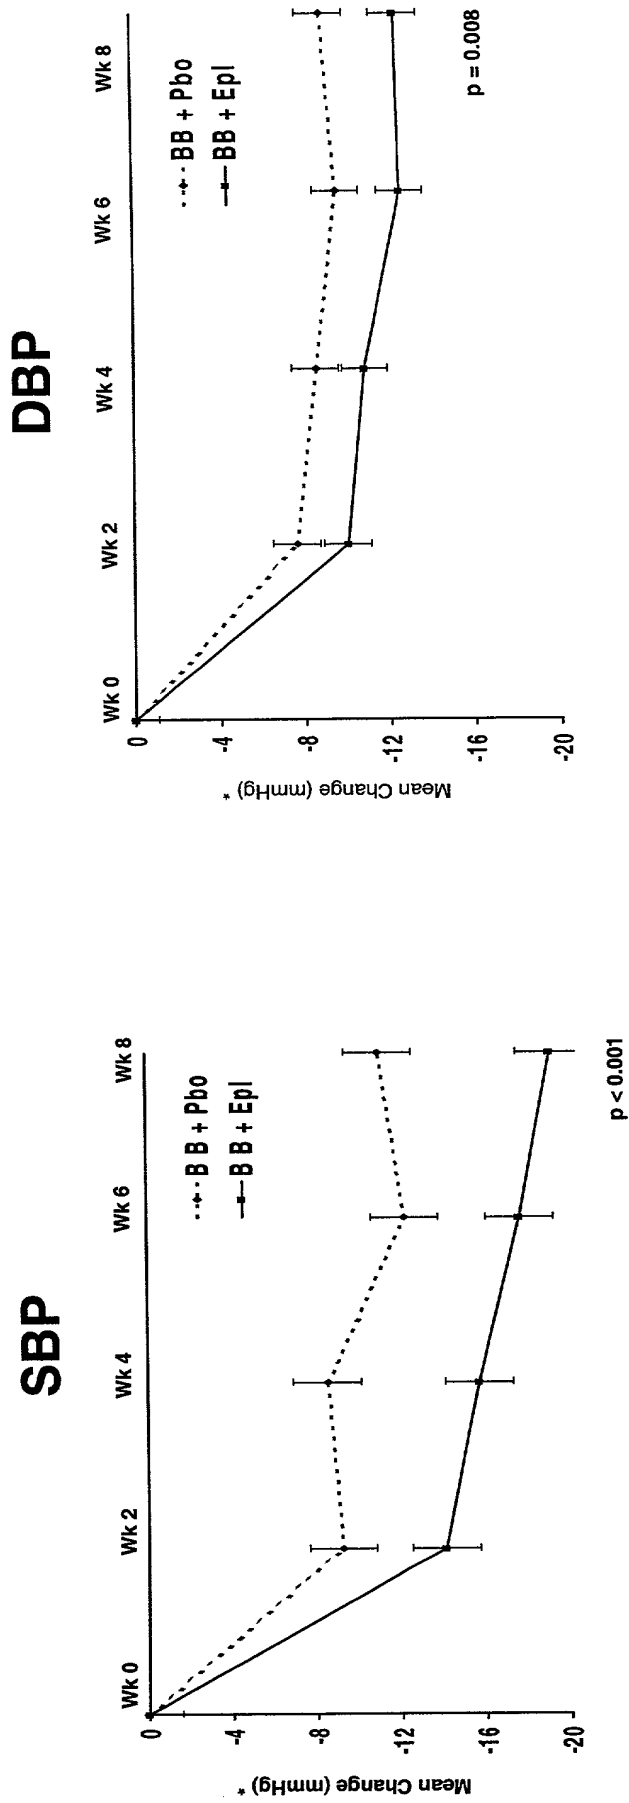 SBP
Wk 0 Wk 2 Wk 4 Wk 6 Wk 8
0
-4
-8
-12
-16
-20
Mean Change (mmHg) *
B B + Pbo
B B + Epl
p < 0.001
DBP
Wk 0 Wk 2 Wk 4 Wk 6 Wk 8
0
-4
-8
-12
-16
-20
Mean Change (mmHg) *
BB + Pbo
BB + Epl
p = 0.008